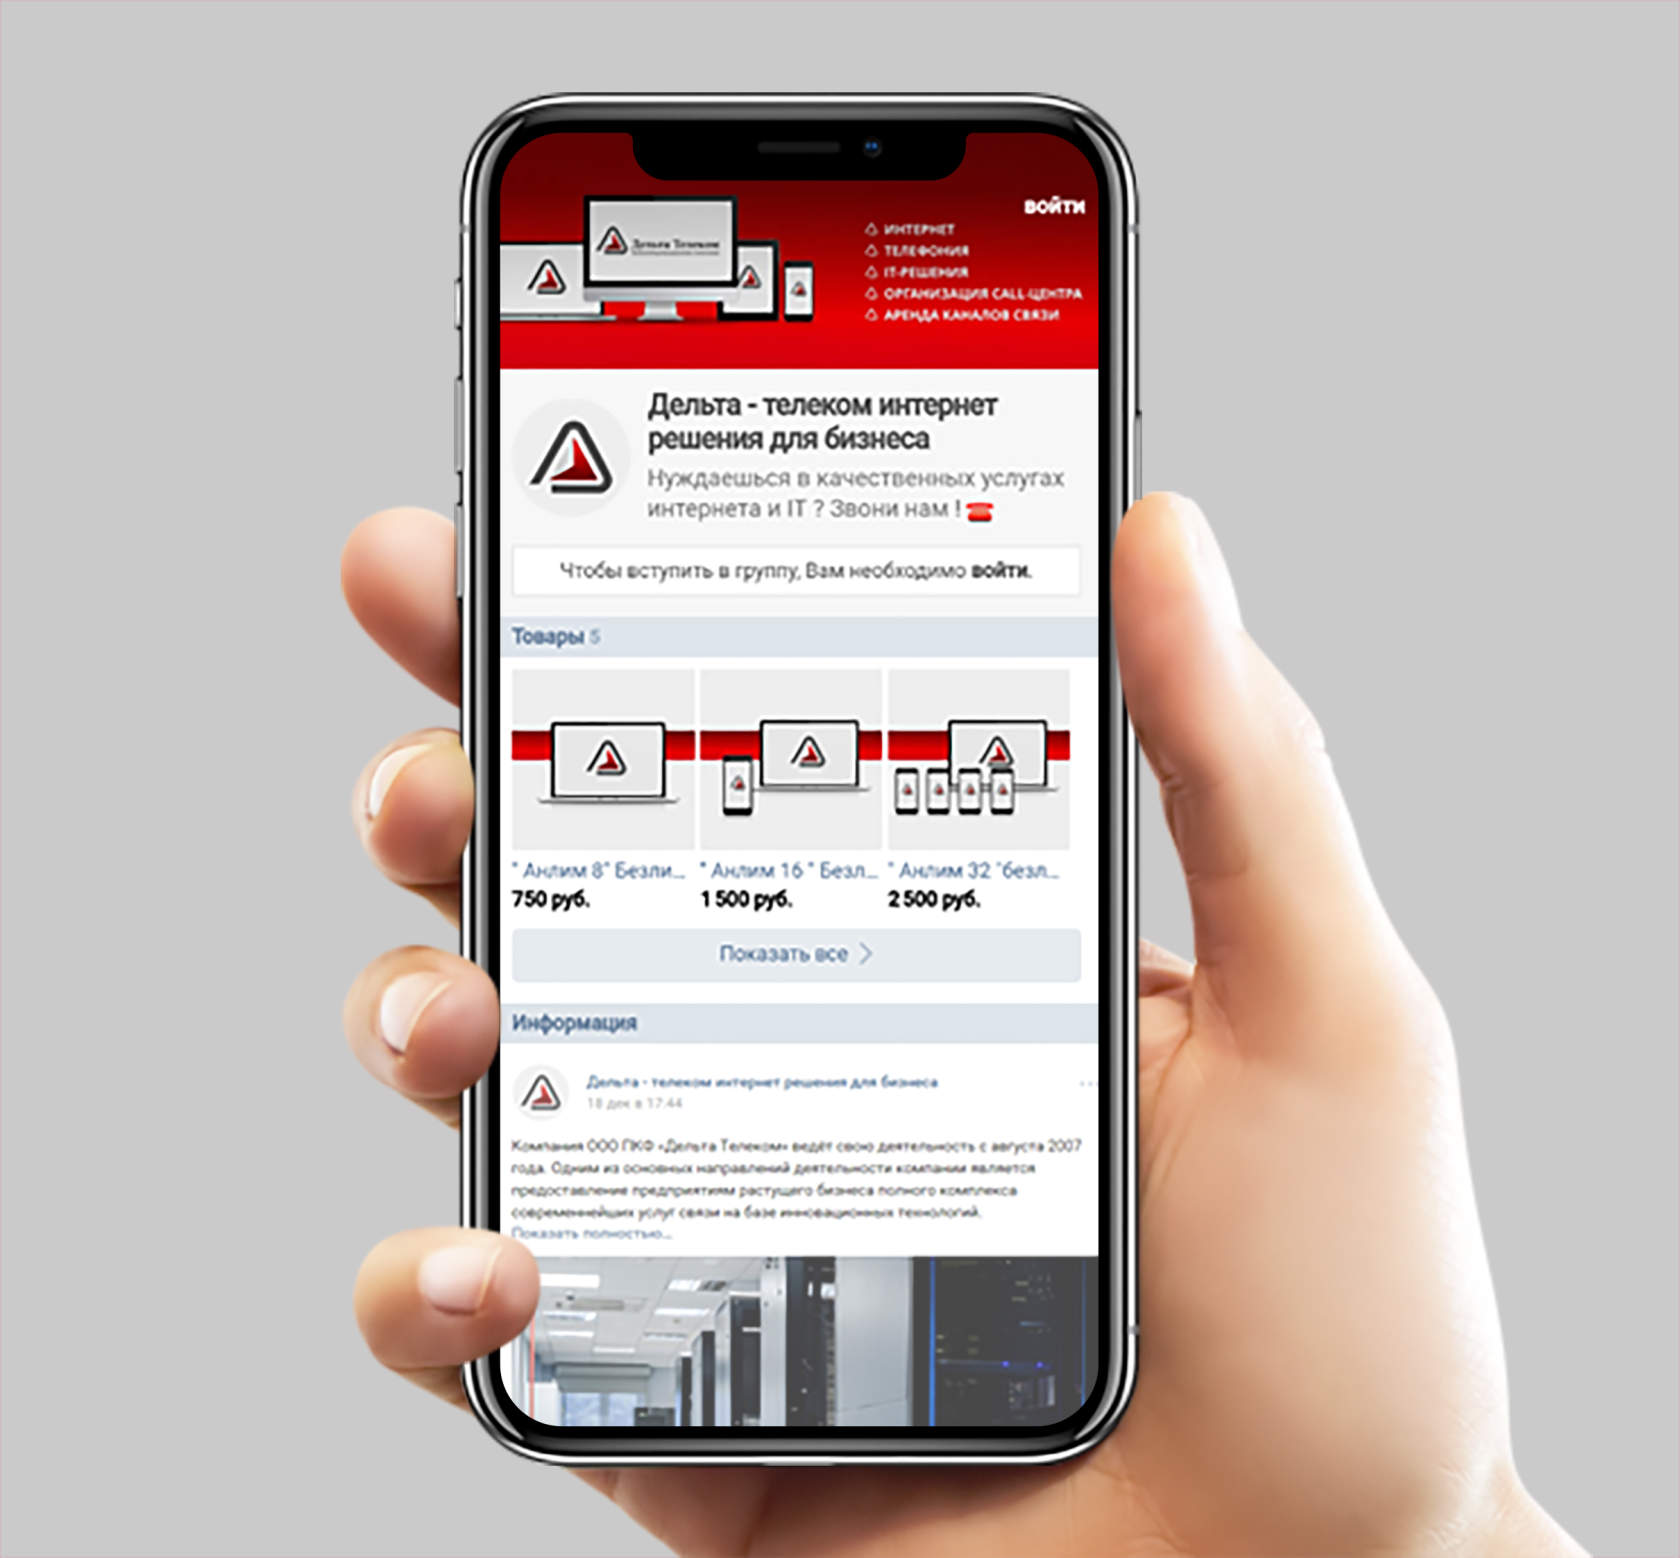 ВОЙТИ
Дельта Телеком
ИНТЕРНЕТ
ТЕЛЕФОНИЯ
IT-РЕШЕНИЯ
ОРГАНИЗАЦИЯ CALL-ЦЕНТРА
АРЕНДА КАНАЛОВ СВЯЗИ
Дельта - телеком интернет
решения для бизнеса
Нуждаешься в качественных услугах
интернета и IT ? Звони нам !
Чтобы вступить в группу, Вам необходимо войти.
Товары 5
" Анлим 8" Безли... " Анлим 16 " Безл... " Анлим 32 "безл...
750 руб. 1 500 руб. 2 500 руб.
Показать все
Информация
Дельта - телеком интернет решения для бизнеса
18 дек в 17:44
Компания ООО ПКФ «Дельта Телеком» ведёт свою деятельность с августа 2007
года. Одним из основных направлений деятельности компании является
предоставление предприятиям растущего бизнеса полного комплекса
современнейших услуг связи на базе инновационных технологий.
Показать полностью...